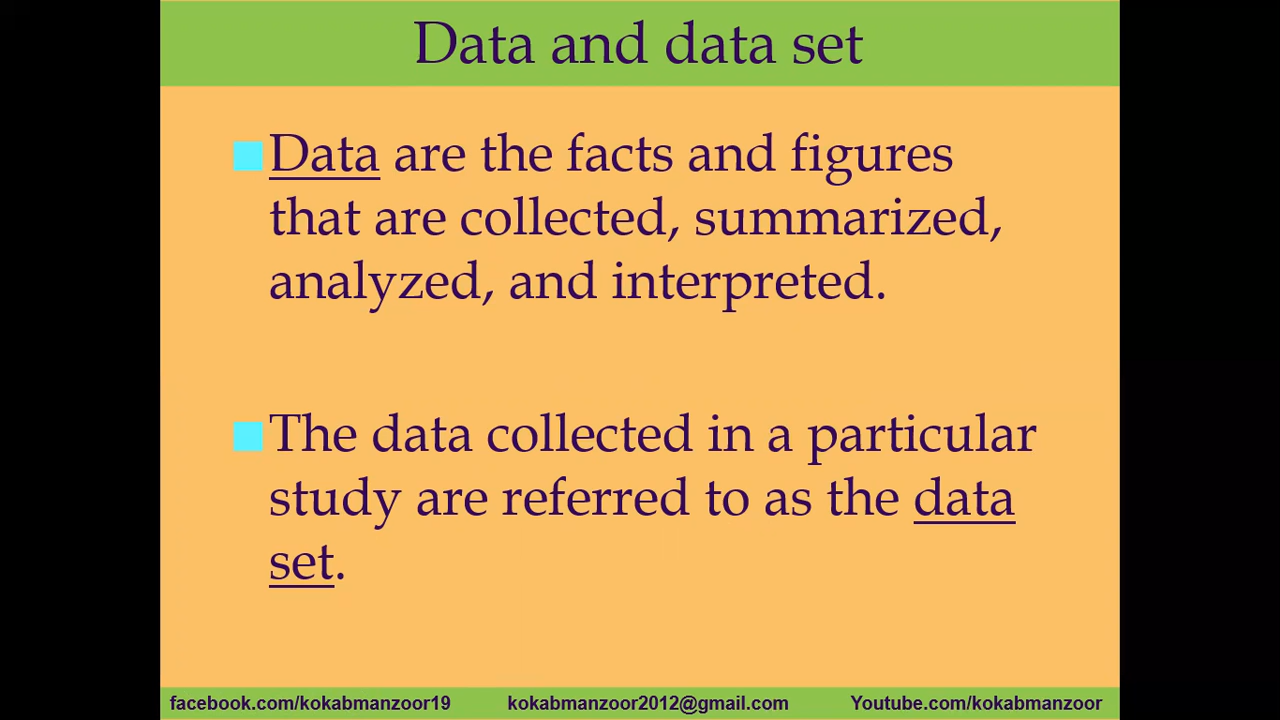 Data and data set
Data are the facts and figures
that are collected, summarized,
analyzed, and interpreted.
The data collected in a particular
study are referred to as the data
set.
facebook.com/kokabmanzoor19 kokabmanzoor2012@gmail.com Youtube.com/kokabmanzoor